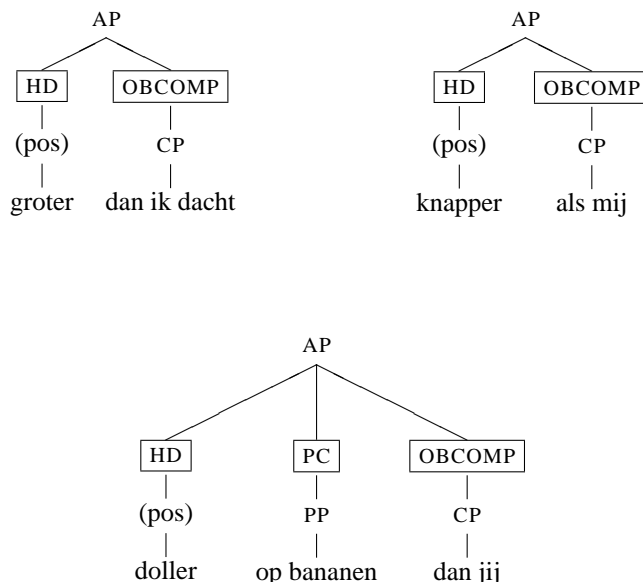 AP AP
HD OBCOMP HD OBCOMP
(pos) CP (pos) CP
groter dan ik dacht knapper als mij
AP
HD PC OBCOMP
(pos) PP CP
doller op bananen dan jij